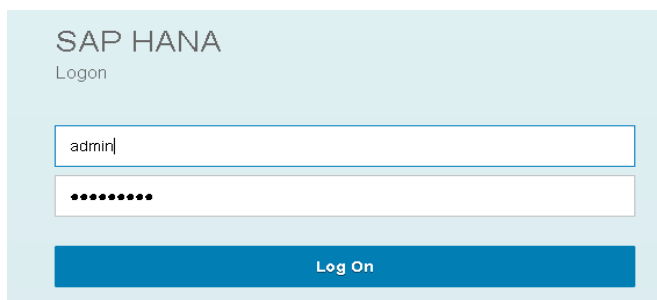 SAP HANA
Logon
admin
•••••••••
Log On